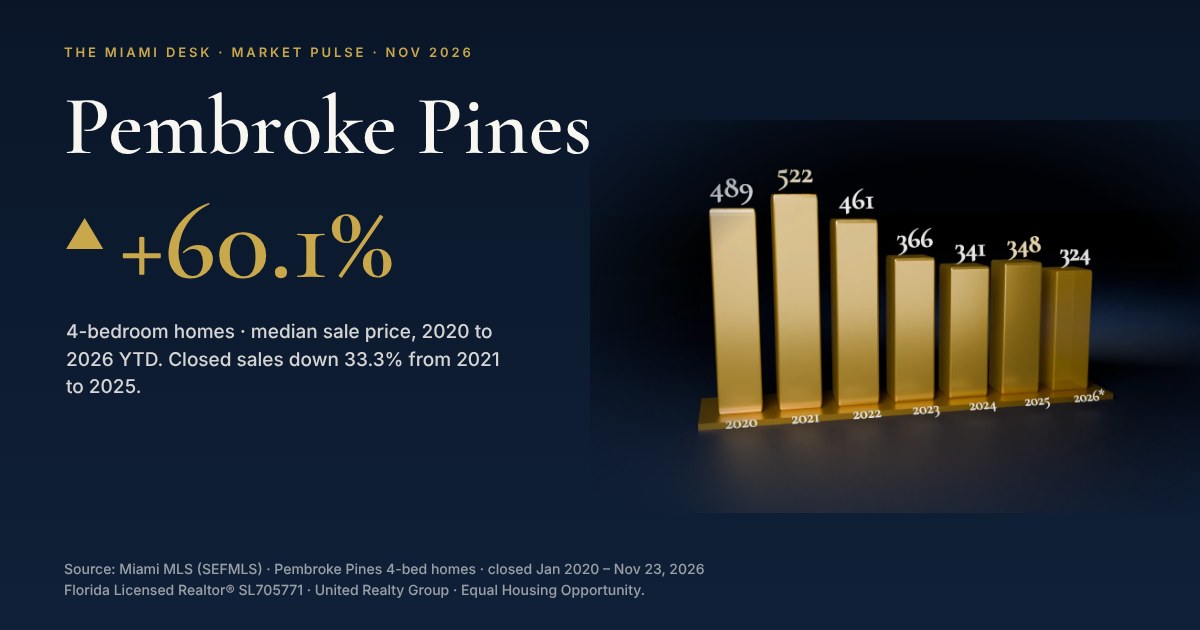 THE MIAMI DESK · MARKET PULSE · NOV 2026
Pembroke Pines
▲ +60.1%
4-bedroom homes · median sale price, 2020 to
2026 YTD. Closed sales down 33.3% from 2021
to 2025.
489
522
461
366
341
348
324
2020
2021
2022
2023
2024
2025
2026*
Source: Miami MLS (SEFMLS) · Pembroke Pines 4-bed homes · closed Jan 2020 – Nov 23, 2026
Florida Licensed Realtor® SL705771 · United Realty Group · Equal Housing Opportunity.